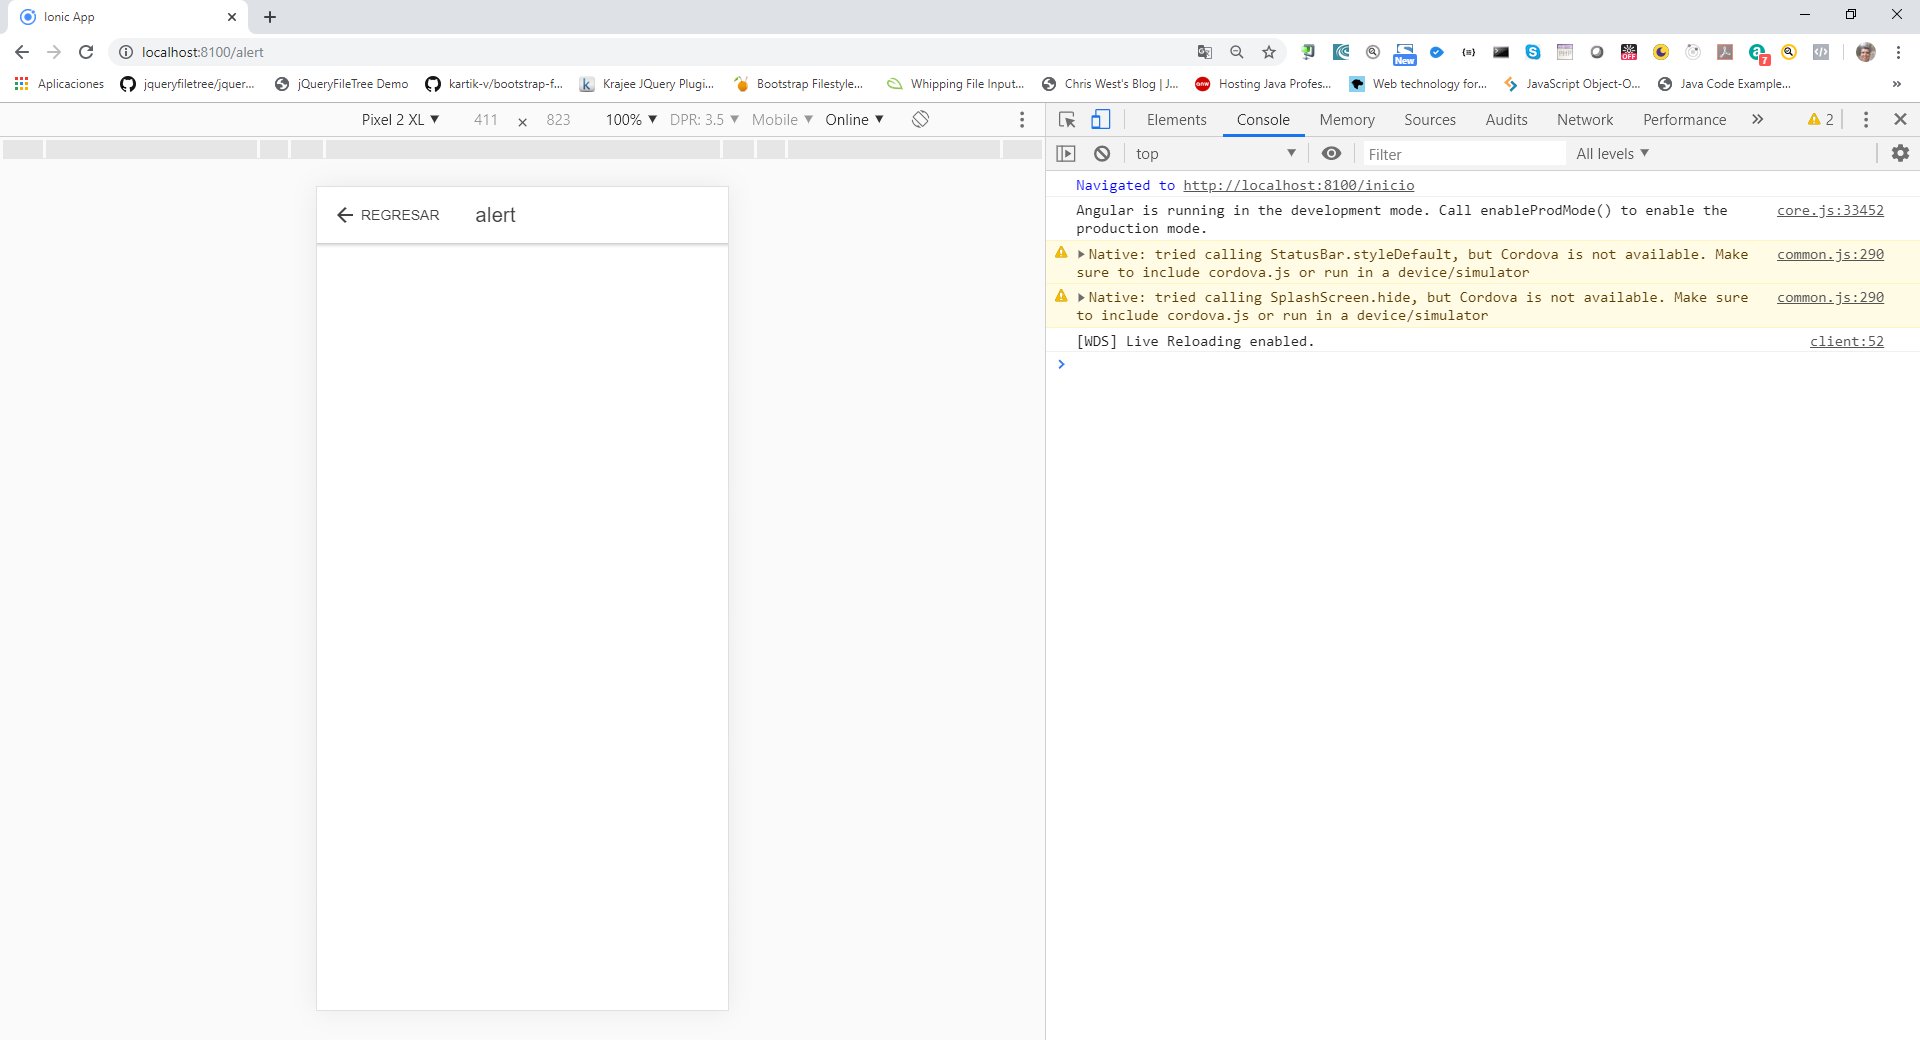 Ionic App
localhost:8100/alert
New
OFF
7
Aplicaciones
jqueryfiletree/jquer...
jQueryFileTree Demo
kartik-v/bootstrap-f...
Krajee JQuery Plugi...
Bootstrap Filestyle...
Whipping File Input...
Chris West's Blog | J...
Hosting Java Profes...
Web technology for...
JavaScript Object-O...
Java Code Example...
»
Pixel 2 XL ▼ 411 × 823 100% ▼ DPR: 3.5 ▼ Mobile ▼ Online ▼
Elements Console Memory Sources Audits Network Performance » 2
top ▼ Filter All levels ▼
REGRESAR alert
Navigated to http://localhost:8100/inicio
Angular is running in the development mode. Call enableProdMode() to enable the core.js:33452
production mode.
Native: tried calling StatusBar.styleDefault, but Cordova is not available. Make common.js:290
sure to include cordova.js or run in a device/simulator
Native: tried calling SplashScreen.hide, but Cordova is not available. Make sure common.js:290
to include cordova.js or run in a device/simulator
[WDS] Live Reloading enabled. client:52